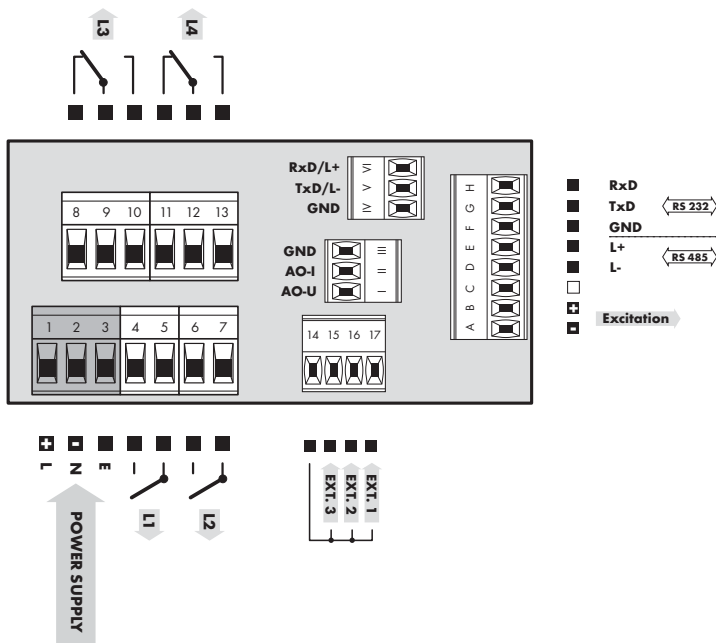 L3 L4
RxD/L+ VI
TxD/L- V
GND IV
8 9 10 11 12 13
GND III
AO-I II
AO-U I
H
G
F
E
D
C
B
A
RxD
TxD RS 232
GND
L+
L- RS 485
+
- Excitation
1 2 3 4 5 6 7
14 15 16 17
+ -
L N E
L1 L2
EXT. 3 EXT. 2 EXT. 1
POWER SUPPLY